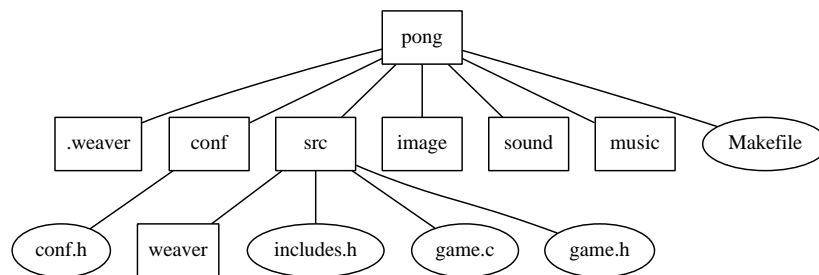 pong
.weaver
conf
src
image
sound
music
Makefile
conf.h
weaver
includes.h
game.c
game.h